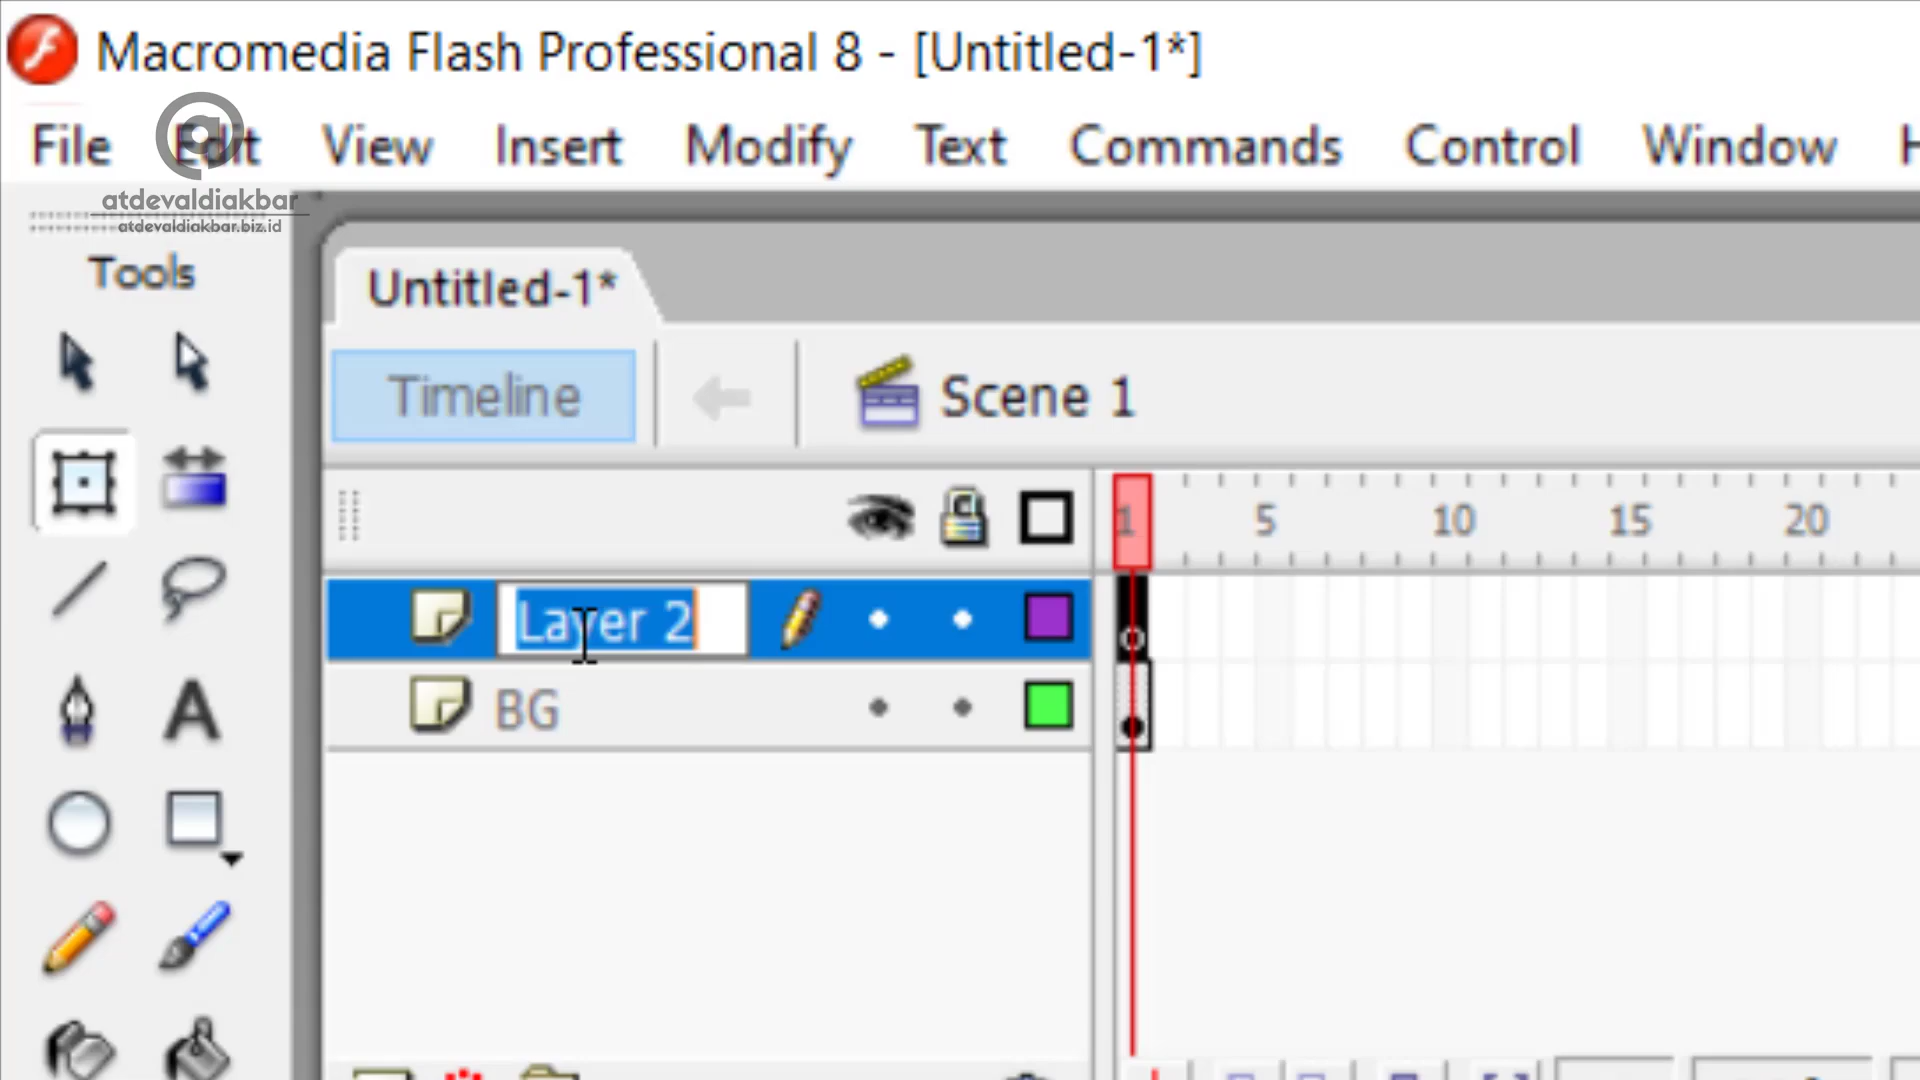 Macromedia Flash Professional 8 - [Untitled-1*]
File Edit View Insert Modify Text Commands Control Window H
atdevaldiakbar
atdevaldiakbar.biz.id
Tools
Untitled-1*
Timeline
Scene 1
1 5 10 15 20
Layer 2
BG